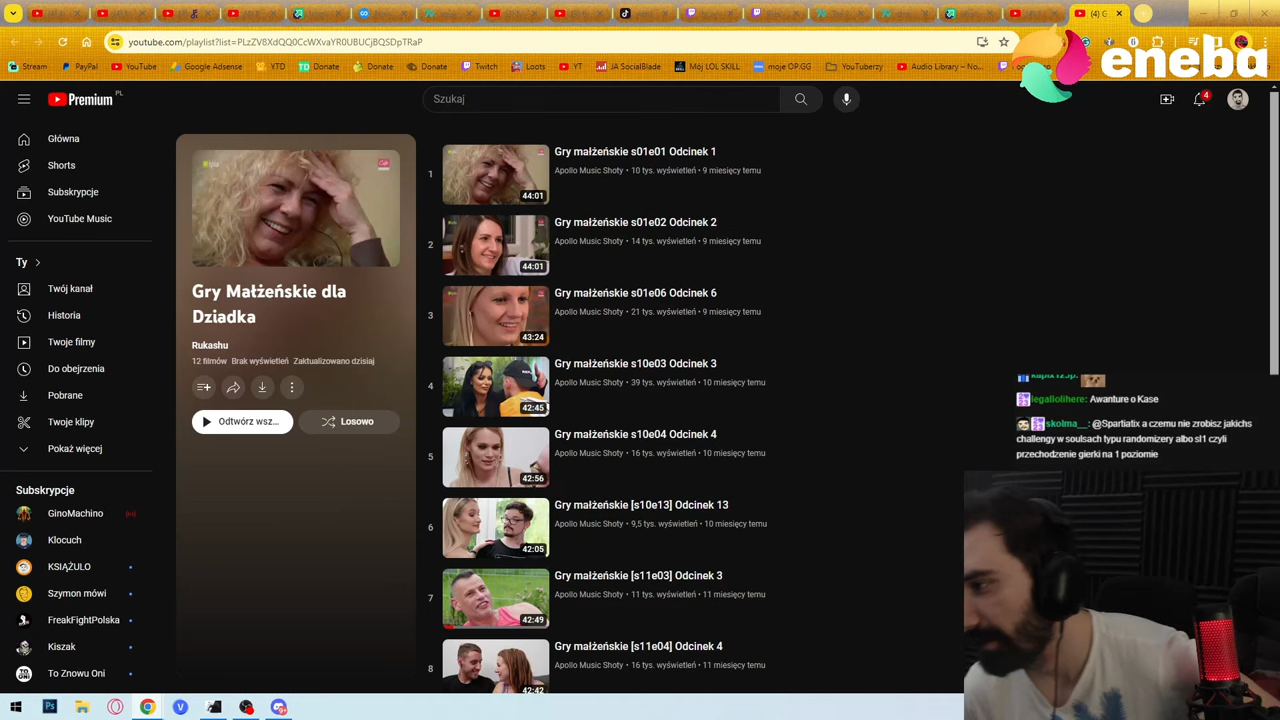 youtube.com/playlist?list=PLzZV8XdQQ0CcWXvaYR0UBUCjBQSDpTRaP
Stream PayPal YouTube Google Adsense YTD Donate Donate Donate Twitch Loots YT JA SocialBlade Mój LOL SKILL moje OP.GG YouTuberzy Audio Library – No...
eneba
Premium PL
Szukaj
4
Główna
Shorts
Subskrypcje
YouTube Music
Ty
Twój kanał
Historia
Twoje filmy
Do obejrzenia
Pobrane
Twoje klipy
Pokaż więcej
Subskrypcje
GinoMachino
Klocuch
KSIĄŻULO
Szymon mówi
FreakFightPolska
Kiszak
To Znowu Oni
Gry Małżeńskie dla
Dziadka
Rukashu
12 filmów Brak wyświetleń Zaktualizowano dzisiaj
Odtwórz wsz...
Losowo
1
44:01
Gry małżeńskie s01e01 Odcinek 1
Apollo Music Shoty • 10 tys. wyświetleń • 9 miesięcy temu
2
44:01
Gry małżeńskie s01e02 Odcinek 2
Apollo Music Shoty • 14 tys. wyświetleń • 9 miesięcy temu
3
43:24
Gry małżeńskie s01e06 Odcinek 6
Apollo Music Shoty • 21 tys. wyświetleń • 9 miesięcy temu
4
42:45
Gry małżeńskie s10e03 Odcinek 3
Apollo Music Shoty • 39 tys. wyświetleń • 10 miesięcy temu
5
42:56
Gry małżeńskie s10e04 Odcinek 4
Apollo Music Shoty • 16 tys. wyświetleń • 10 miesięcy temu
6
42:05
Gry małżeńskie [s10e13] Odcinek 13
Apollo Music Shoty • 9,5 tys. wyświetleń • 10 miesięcy temu
7
42:49
Gry małżeńskie [s11e03] Odcinek 3
Apollo Music Shoty • 11 tys. wyświetleń • 11 miesięcy temu
8
42:42
Gry małżeńskie [s11e04] Odcinek 4
Apollo Music Shoty • 16 tys. wyświetleń • 11 miesięcy temu
legallolihere: Awanture o Kase
skolma__: @Spartiatix a czemu nie zrobisz jakichs
challengy w soulsach typu randomizery albo sl1 czyli
przechodzenie gierki na 1 poziomie